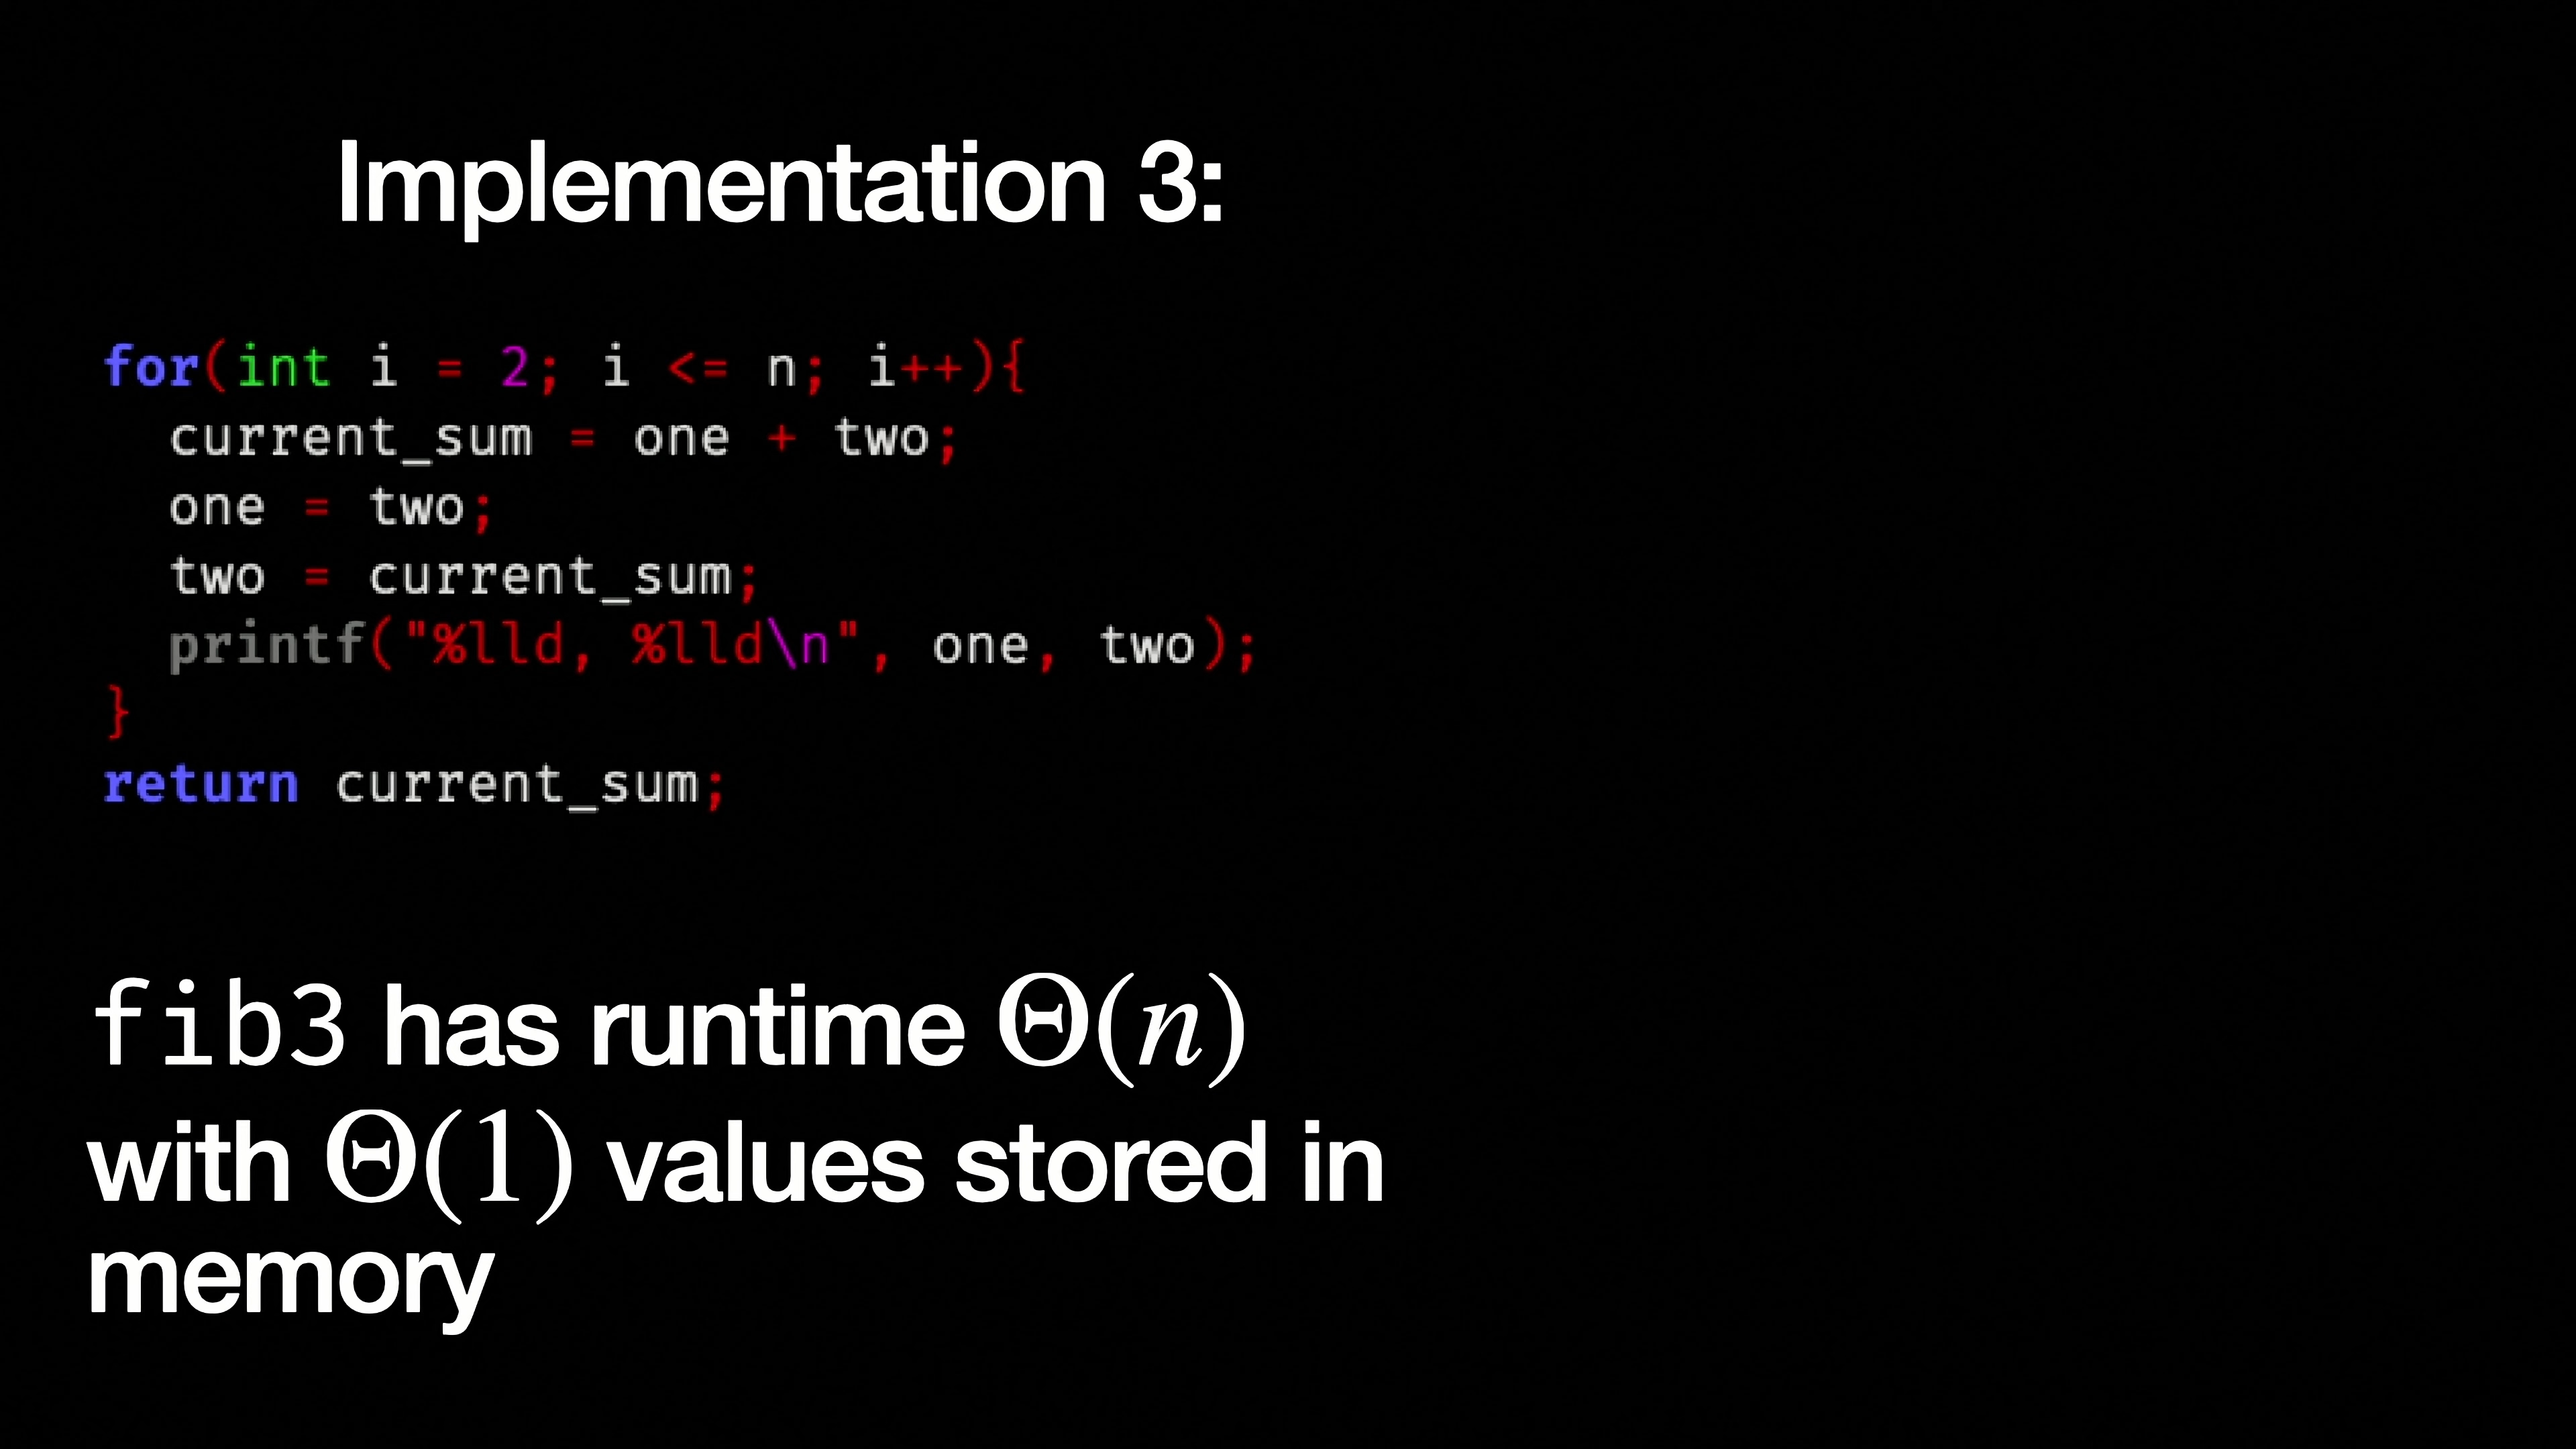 Implementation 3:
for(int i = 2; i <= n; i++){
  current_sum = one + two;
  one = two;
  two = current_sum;
  printf("%lld, %lld\n", one, two);
}
return current_sum;
fib3 has runtime Θ(n)
with Θ(1) values stored in
memory